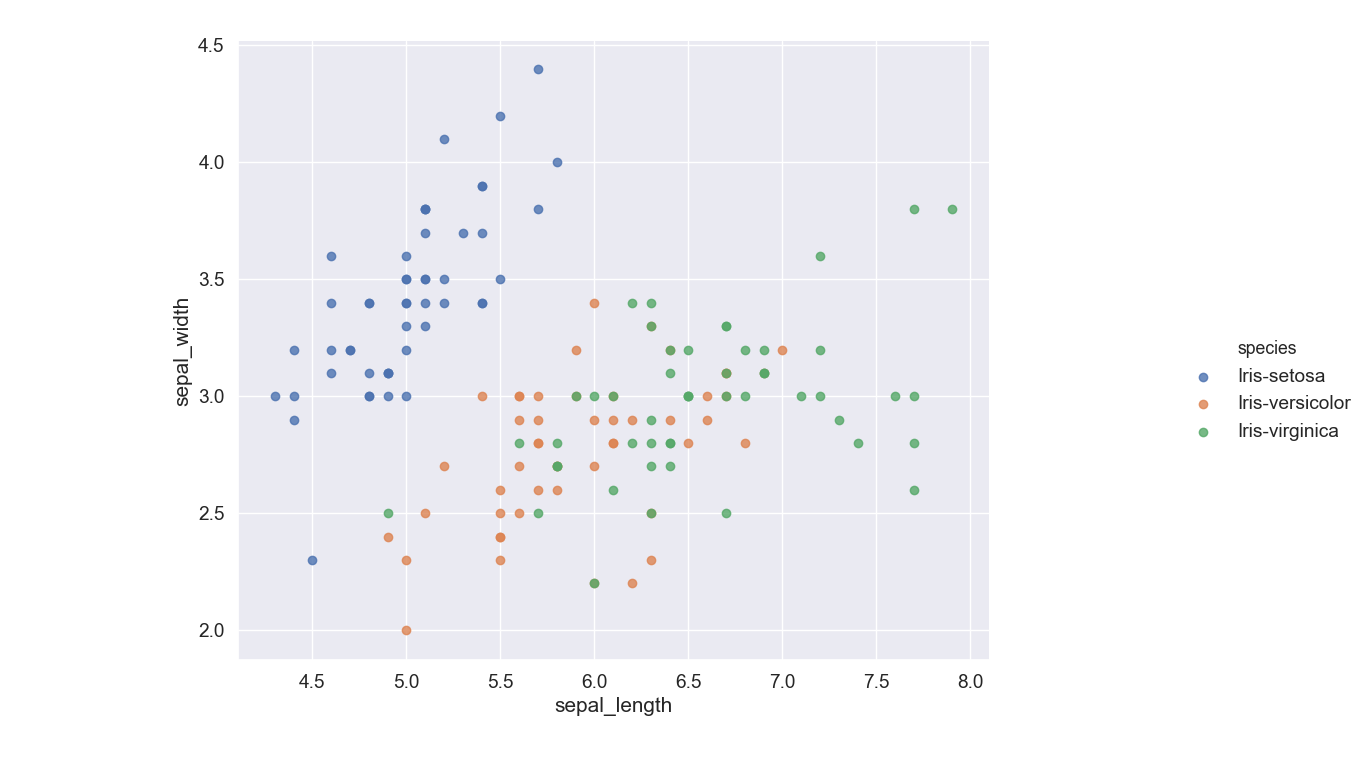 4.5
4.0
3.5
3.0
2.5
2.0
sepal_width
4.5 5.0 5.5 6.0 6.5 7.0 7.5 8.0
sepal_length
species
Iris-setosa
Iris-versicolor
Iris-virginica